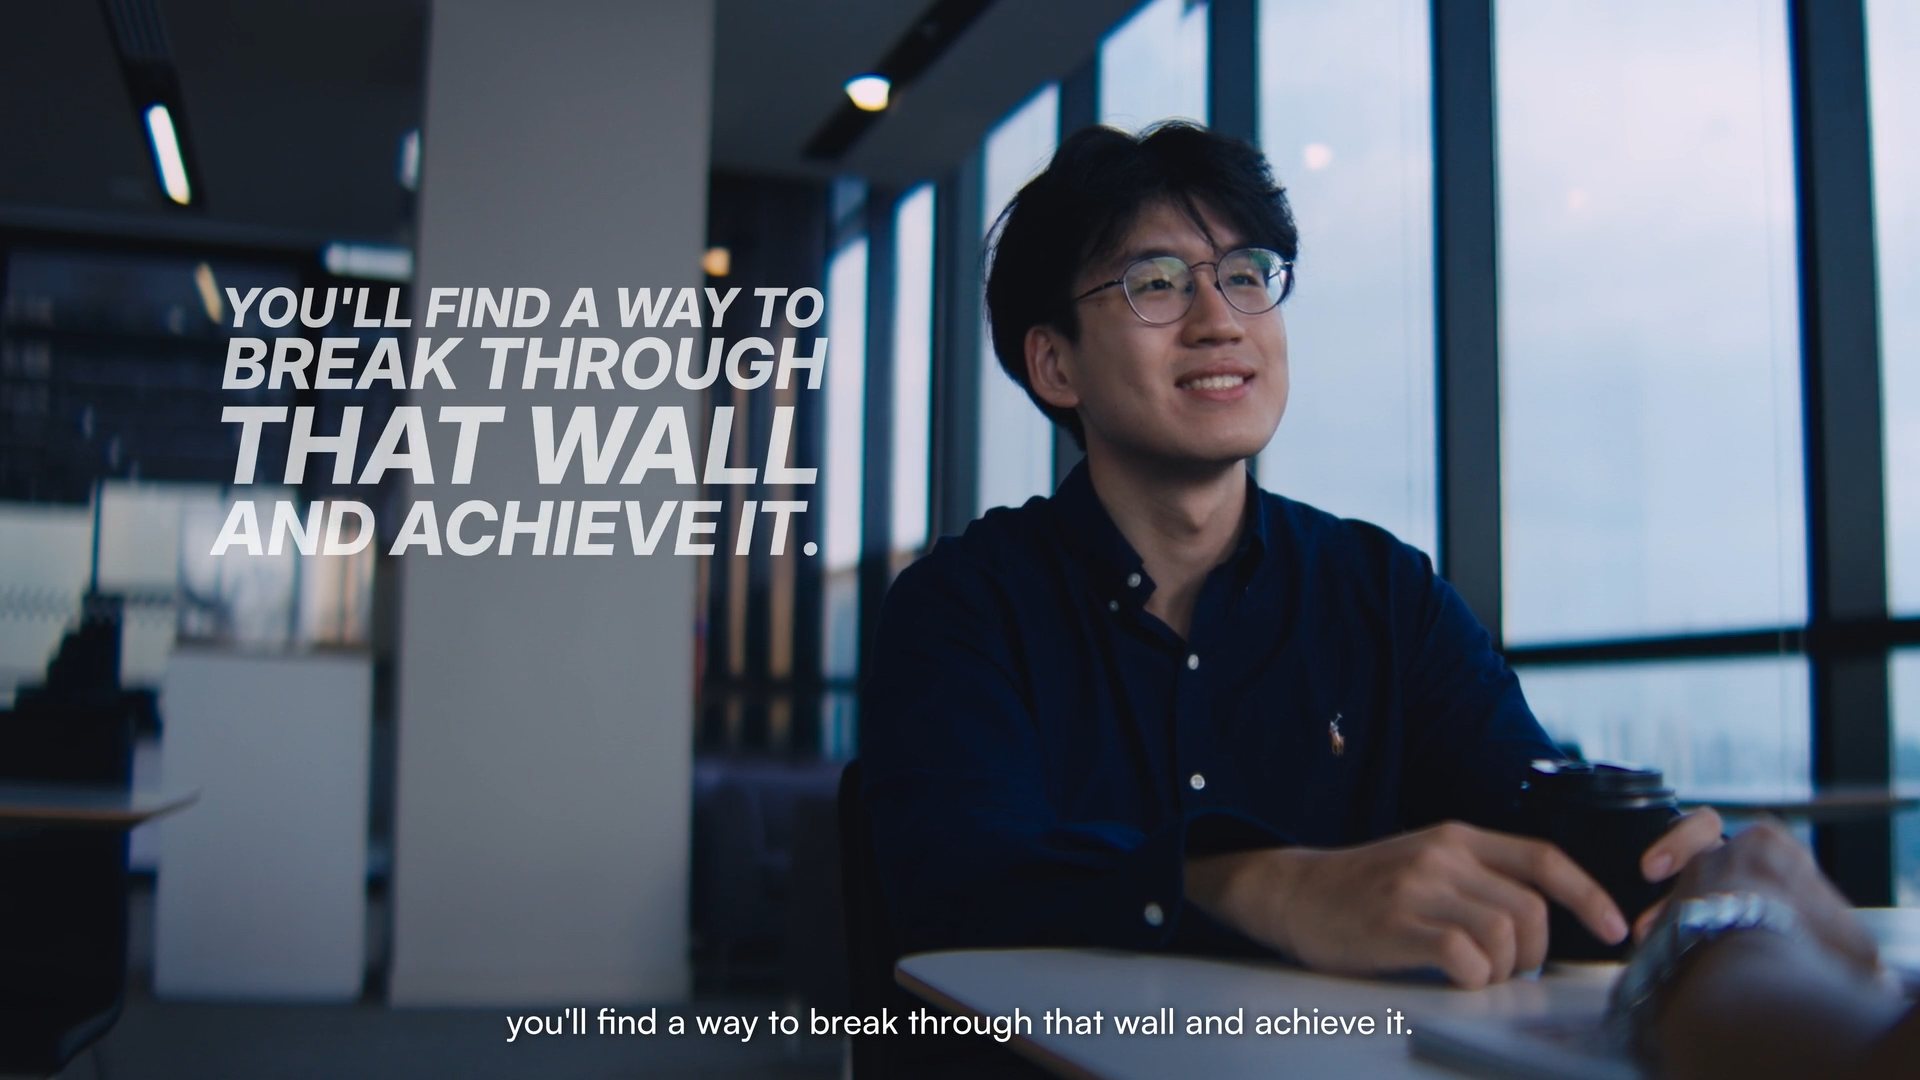 YOU'LL FIND A WAY TO
BREAK THROUGH
THAT WALL
AND ACHIEVE IT.
you'll find a way to break through that wall and achieve it.